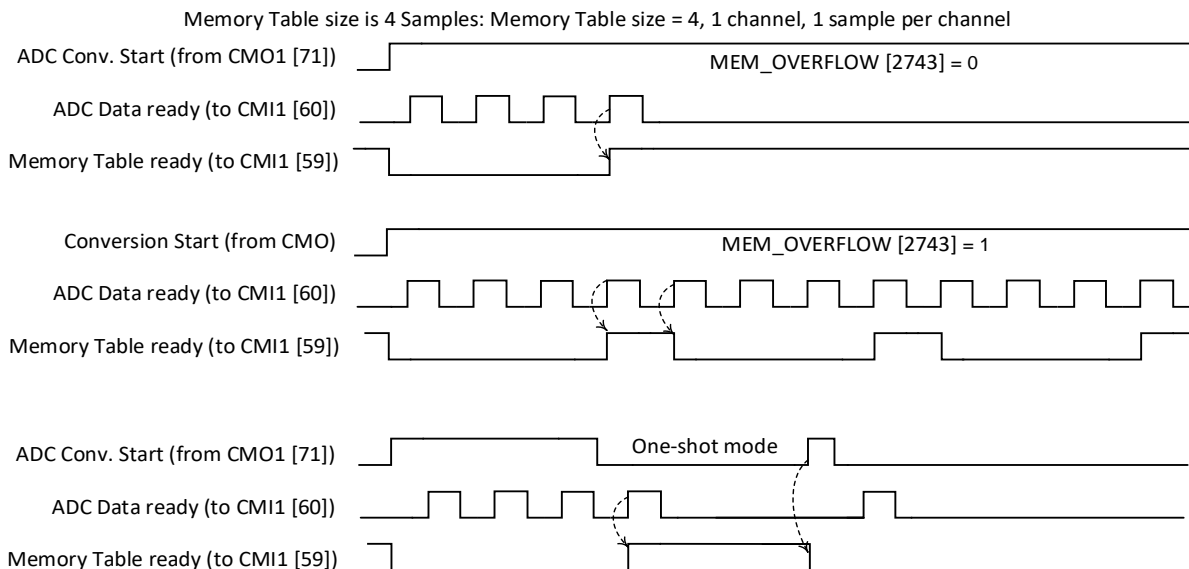 Memory Table size is 4 Samples: Memory Table size = 4, 1 channel, 1 sample per channel
ADC Conv. Start (from CMO1 [71])
MEM_OVERFLOW [2743] = 0
ADC Data ready (to CMI1 [60])
Memory Table ready (to CMI1 [59])
Conversion Start (from CMO)
MEM_OVERFLOW [2743] = 1
ADC Data ready (to CMI1 [60])
Memory Table ready (to CMI1 [59])
ADC Conv. Start (from CMO1 [71])
One-shot mode
ADC Data ready (to CMI1 [60])
Memory Table ready (to CMI1 [59])